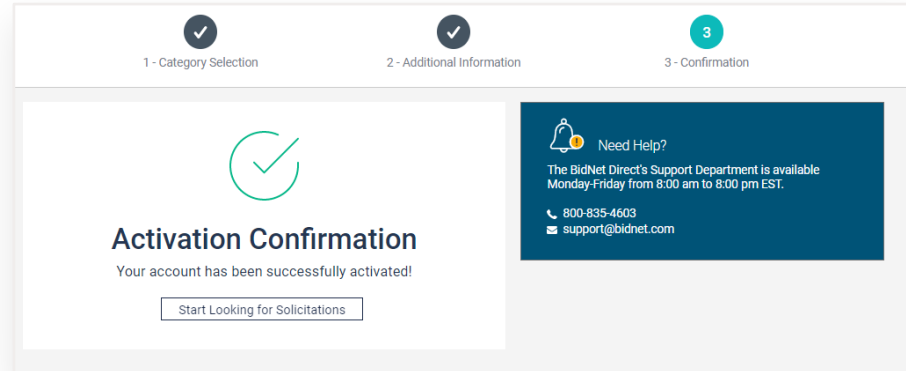 3
1 - Category Selection
2 - Additional Information
3 - Confirmation
Need Help?
The BidNet Direct's Support Department is available
Monday-Friday from 8:00 am to 8:00 pm EST.
800-835-4603
support@bidnet.com
Activation Confirmation
Your account has been successfully activated!
Start Looking for Solicitations